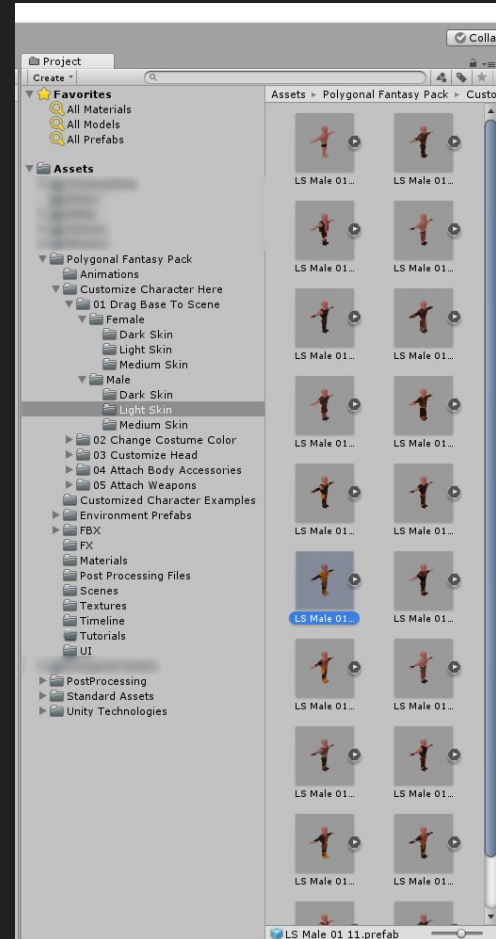 Colla
Project
Create
Favorites
All Materials
All Models
All Prefabs
Assets
Polygonal Fantasy Pack
Animations
Customize Character Here
01 Drag Base To Scene
Female
Dark Skin
Light Skin
Medium Skin
Male
Dark Skin
Light Skin
Medium Skin
02 Change Costume Color
03 Customize Head
04 Attach Body Accessories
05 Attach Weapons
Customized Character Examples
Environment Prefabs
FBX
FX
Materials
Post Processing Files
Scenes
Textures
Timeline
Tutorials
UI
PostProcessing
Standard Assets
Unity Technologies
Assets ▸ Polygonal Fantasy Pack ▸ Custo
LS Male 01... LS Male 01...
LS Male 01... LS Male 01...
LS Male 01... LS Male 01...
LS Male 01... LS Male 01...
LS Male 01... LS Male 01...
LS Male 01... LS Male 01...
LS Male 01... LS Male 01...
LS Male 01... LS Male 01...
LS Male 01... LS Male 01...
LS Male 01 11.prefab